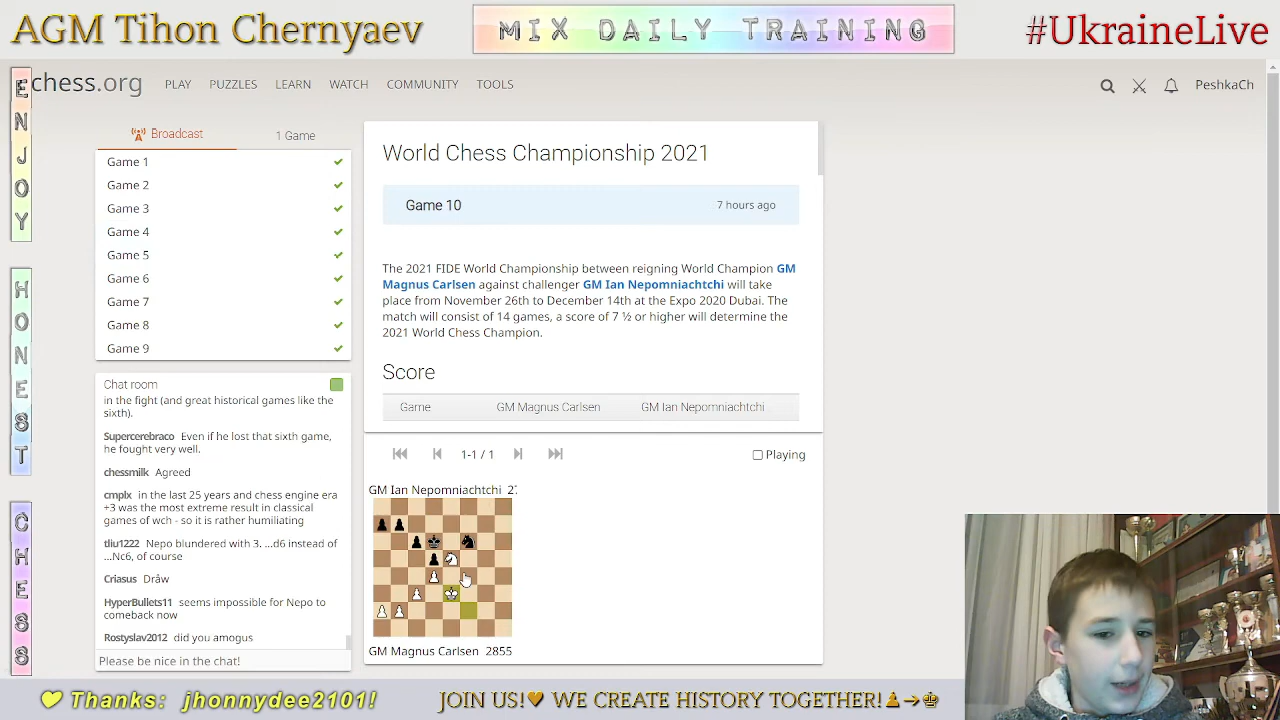 AGM Tihon Chernyaev
MIX DAILY TRAINING
#UkraineLive
ENJOY
HONEST
CHESS
chess.org
PLAY
PUZZLES
LEARN
WATCH
COMMUNITY
TOOLS
PeshkaCh
Broadcast
1 Game
Game 1
Game 2
Game 3
Game 4
Game 5
Game 6
Game 7
Game 8
Game 9
Chat room
in the fight (and great historical games like the
sixth).
Supercerebraco Even if he lost that sixth game,
he fought very well.
chessmilk Agreed
cmplx in the last 25 years and chess engine era
+3 was the most extreme result in classical
games of wch - so it is rather humiliating
tliu1222 Nepo blundered with 3. ...d6 instead of
...Nc6, of course
Criasus Dråw
HyperBullets11 seems impossible for Nepo to
comeback now
Rostyslav2012 did you amogus
Please be nice in the chat!
World Chess Championship 2021
Game 10
7 hours ago
The 2021 FIDE World Championship between reigning World Champion GM
Magnus Carlsen against challenger GM Ian Nepomniachtchi will take
place from November 26th to December 14th at the Expo 2020 Dubai. The
match will consist of 14 games, a score of 7 ½ or higher will determine the
2021 World Chess Champion.
Score
Game
GM Magnus Carlsen
GM Ian Nepomniachtchi
1-1 / 1
Playing
GM Ian Nepomniachtchi
GM Magnus Carlsen 2855
Thanks: jhonnydee2101!
JOIN US!🧡 WE CREATE HISTORY TOGETHER!♟→♚